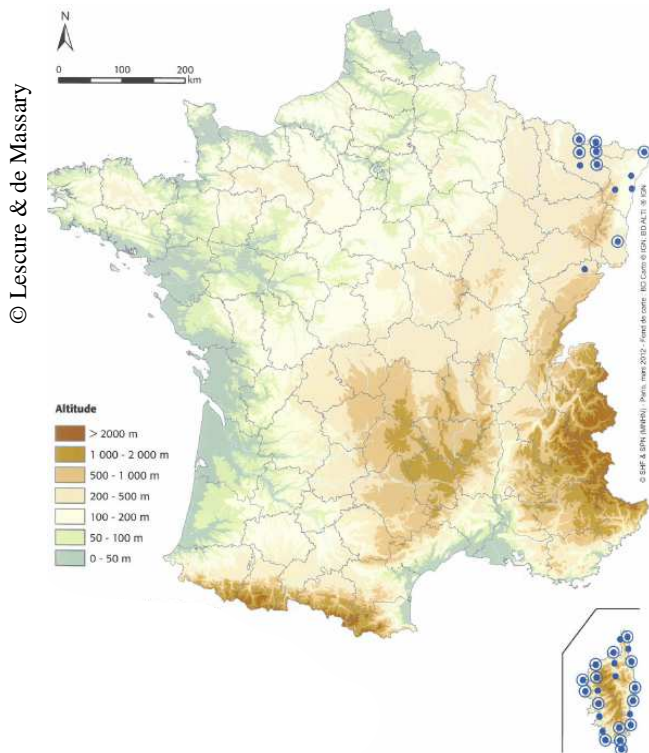 N
0 100 200
km
© Lescure & de Massary
Altitude
> 2000 m
1 000 - 2 000 m
500 - 1 000 m
200 - 500 m
100 - 200 m
50 - 100 m
0 - 50 m
© SHF & SPN (MNHN) - Paris, mars 2012 - Fond de carte : BD Carto ® IGN, BD ALTI ® IGN